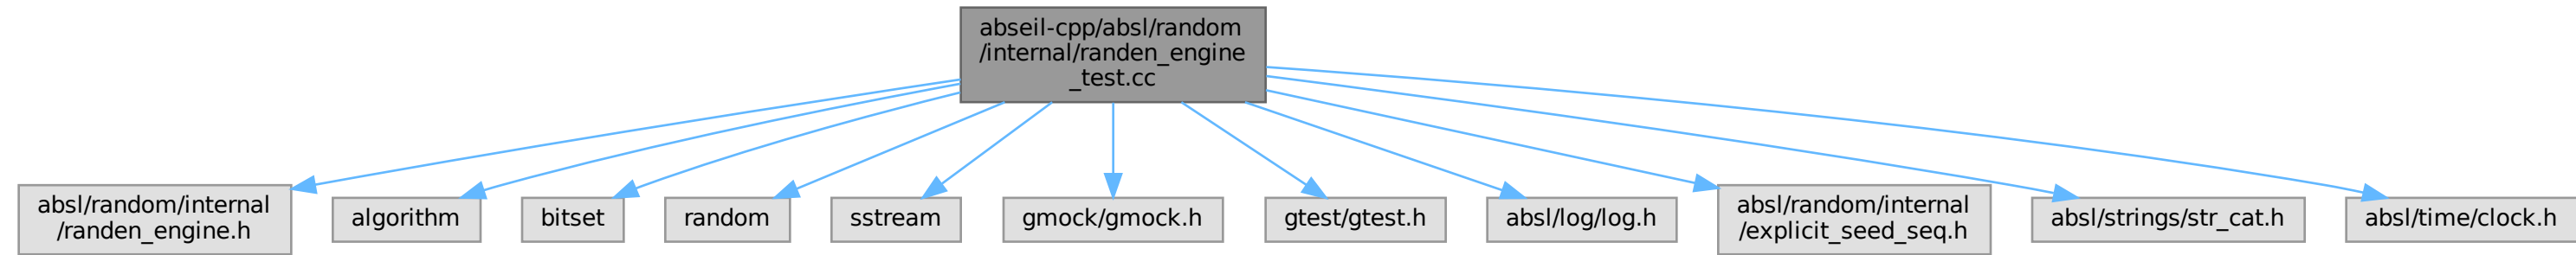 abseil-cpp/absl/random
/internal/randen_engine
_test.cc
absl/random/internal
/randen_engine.h
algorithm
bitset
random
sstream
gmock/gmock.h
gtest/gtest.h
absl/log/log.h
absl/random/internal
/explicit_seed_seq.h
absl/strings/str_cat.h
absl/time/clock.h